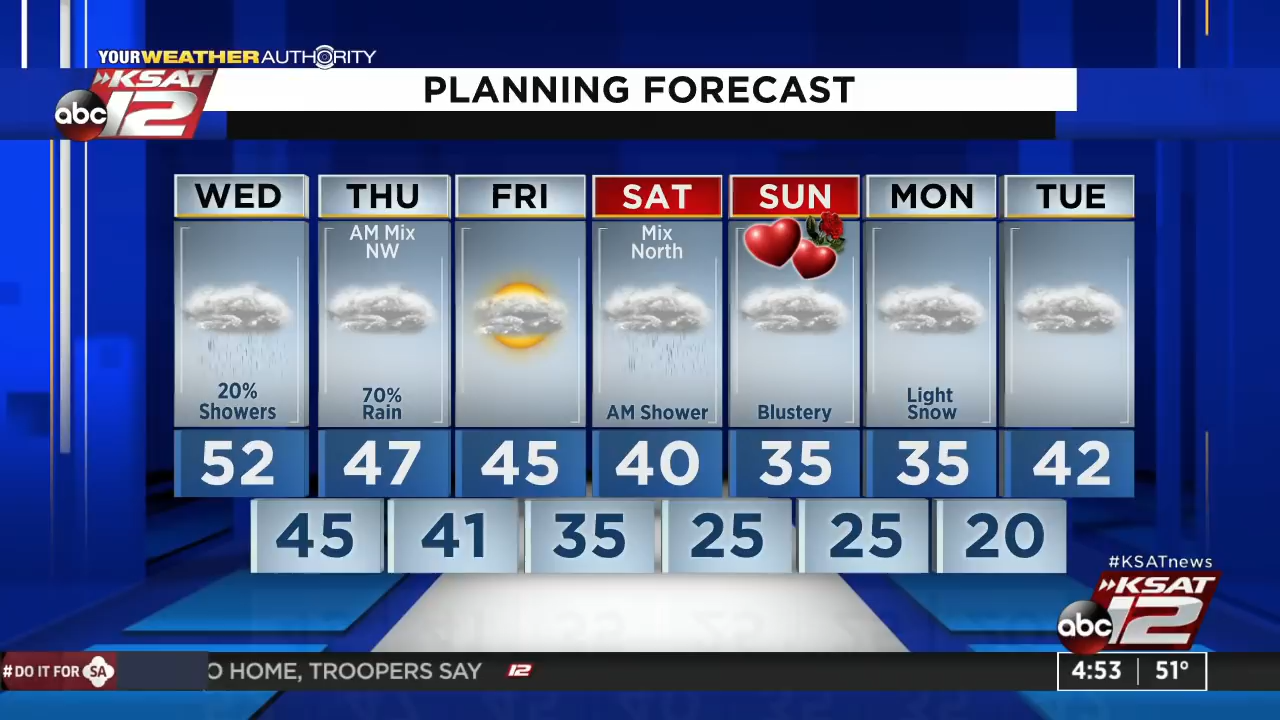 YOURWEATHERAUTHORITY
KSAT
abc 12
PLANNING FORECAST
WED THU FRI SAT SUN MON TUE
AM Mix
NW
Mix
North
20%
Showers
70%
Rain
AM Shower
Blustery
Light
Snow
52 47 45 40 35 35 42
45 41 35 25 25 20
#KSATnews
KSAT
abc 12
#DO IT FOR SA
O HOME, TROOPERS SAY 12
4:53 51°